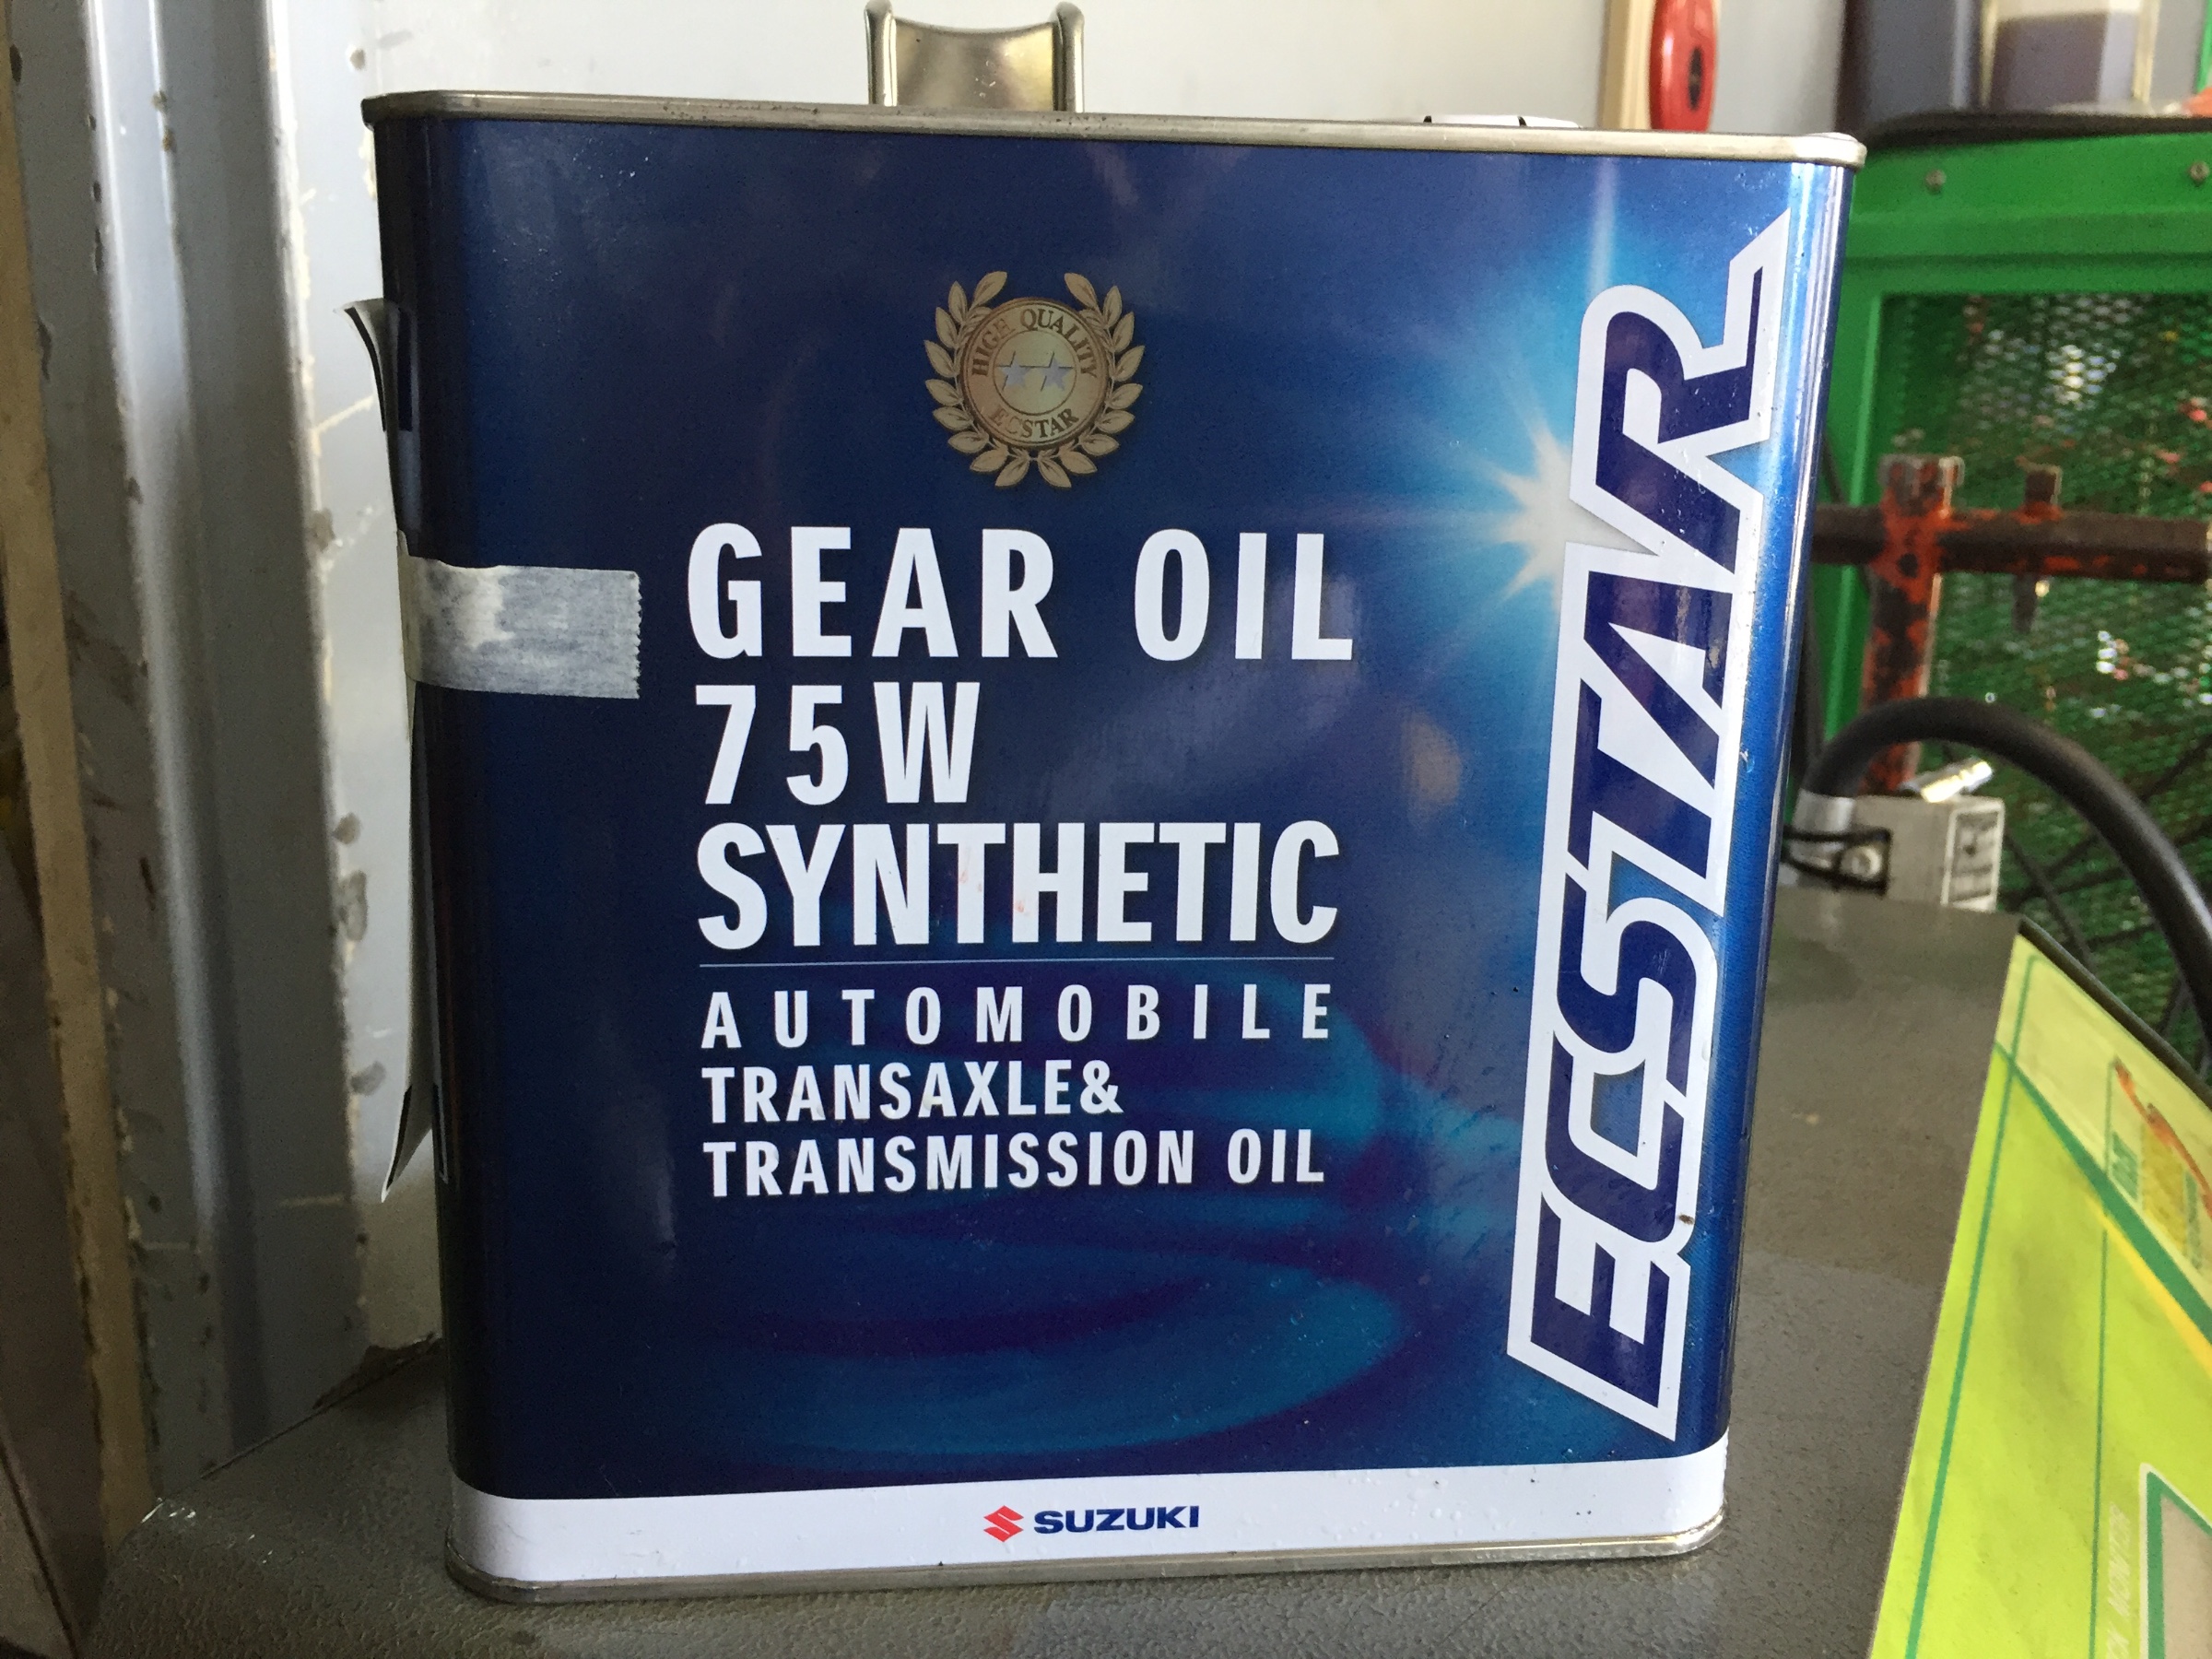 HIGH QUALITY
ECSTAR
GEAR OIL
75W
SYNTHETIC
AUTOMOBILE
TRANSAXLE&
TRANSMISSION OIL
ECSTAR
SUZUKI